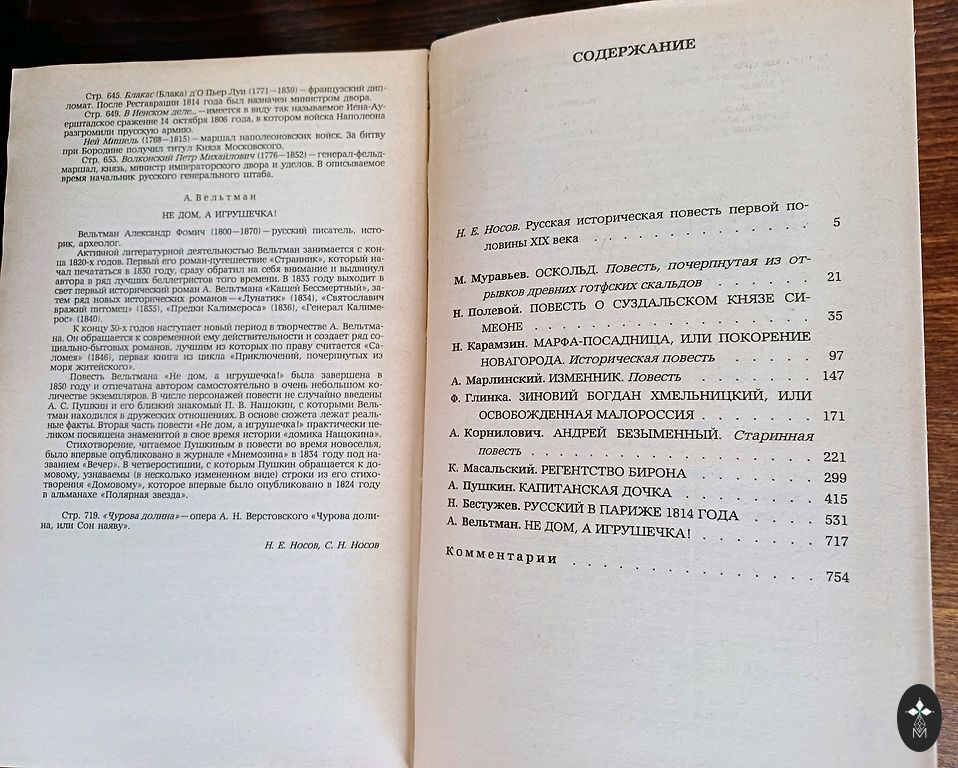 Стр. 645. Блакас (Блака) д'О Пьер Луи (1771—1839) — французский дип-
ломат. После Реставрации 1814 года был назначен министром двора.
Стр. 649. В Иенском деле... — имеется в виду так называемое Иена-Ау-
ерштадское сражение 14 октября 1806 года, в котором войска Наполеона
разгромили прусскую армию.
Ней Мишель (1769—1815) — маршал наполеоновских войск. За битву
при Бородине получил титул Князя Московского.
Стр. 653. Волконский Петр Михайлович (1776—1852) — генерал-фельд-
маршал, князь, министр императорского двора и уделов. В описываемое
время начальник русского генерального штаба.
А. Вельтман
НЕ ДОМ, А ИГРУШЕЧКА!
Вельтман Александр Фомич (1800—1870) — русский писатель, исто-
рик, археолог.
Активной литературной деятельностью Вельтман занимается с кон-
ца 1820-х годов. Первый его роман-путешествие «Странник», который на-
чал печататься в 1830 году, сразу обратил на себя внимание и выдвинул
автора в ряд лучших беллетристов того времени. В 1833 году выходит в
свет первый исторический роман А. Вельтмана «Кащей Бессмертный», за-
тем ряд новых исторических романов — «Лунатик» (1834), «Святославич
вражий питомец» (1835), «Предки Калимероса» (1836), «Генерал Калиме-
рос» (1840).
К концу 30-х годов наступает новый период в творчестве А. Вельтма-
на. Он обращается к современной ему действительности и создает ряд со-
циально-бытовых романов, лучшим из которых по праву считается «Са-
ломея» (1846), первая книга из цикла «Приключений, почерпнутых из
моря житейского».
Повесть Вельтмана «Не дом, а игрушечка!» была завершена в
1850 году и отпечатана автором самостоятельно в очень небольшом ко-
личестве экземпляров. В числе персонажей повести не случайно введены
А. С. Пушкин и его близкий знакомый П. В. Нащокин, с которыми Вельт-
ман находился в дружеских отношениях. В основе сюжета лежат реаль-
ные факты. Вторая часть повести «Не дом, а игрушечка!» практически це-
ликом посвящена знаменитой в свое время истории «домика Нащокина».
Стихотворение, читаемое Пушкиным в повести во время новоселья,
было впервые опубликовано в журнале «Мнемозина» в 1834 году под на-
званием «Вечер». В четверостишии, с которым Пушкин обращается к до-
мовому, узнаваемы (в несколько измененном виде) строки из его стихо-
творения «Домовому», которое впервые было опубликовано в 1824 году
в альманахе «Полярная звезда».
Стр. 719. «Чурова долина» — опера А. Н. Верстовского «Чурова доли-
на, или Сон наяву».
Н. Е. Носов, С. Н. Носов
СОДЕРЖАНИЕ
Н. Е. Носов. Русская историческая повесть первой по-
ловины XIX века . . . . . . . . . . . . . 5
М. Муравьев. ОСКОЛЬД. Повесть, почерпнутая из от-
рывков древних готфских скальдов . . . . . . 21
Н. Полевой. ПОВЕСТЬ О СУЗДАЛЬСКОМ КНЯЗЕ СИ-
МЕОНЕ . . . . . . . . . . . . . . . . 35
Н. Карамзин. МАРФА-ПОСАДНИЦА, ИЛИ ПОКОРЕНИЕ
НОВАГОРОДА. Историческая повесть . . . . . . 97
А. Марлинский. ИЗМЕННИК. Повесть . . . . . . . 147
Ф. Глинка. ЗИНОВИЙ БОГДАН ХМЕЛЬНИЦКИЙ, ИЛИ
ОСВОБОЖДЕННАЯ МАЛОРОССИЯ . . . . . . . 171
А. Корнилович. АНДРЕЙ БЕЗЫМЕННЫЙ. Старинная
повесть . . . . . . . . . . . . . . . . 221
К. Масальский. РЕГЕНТСТВО БИРОНА . . . . . . . 299
А. Пушкин. КАПИТАНСКАЯ ДОЧКА . . . . . . . . 415
Н. Бестужев. РУССКИЙ В ПАРИЖЕ 1814 ГОДА . . . . . 531
А. Вельтман. НЕ ДОМ, А ИГРУШЕЧКА! . . . . . . . 717
Комментарии . . . . . . . . . . . . . . . 754
М